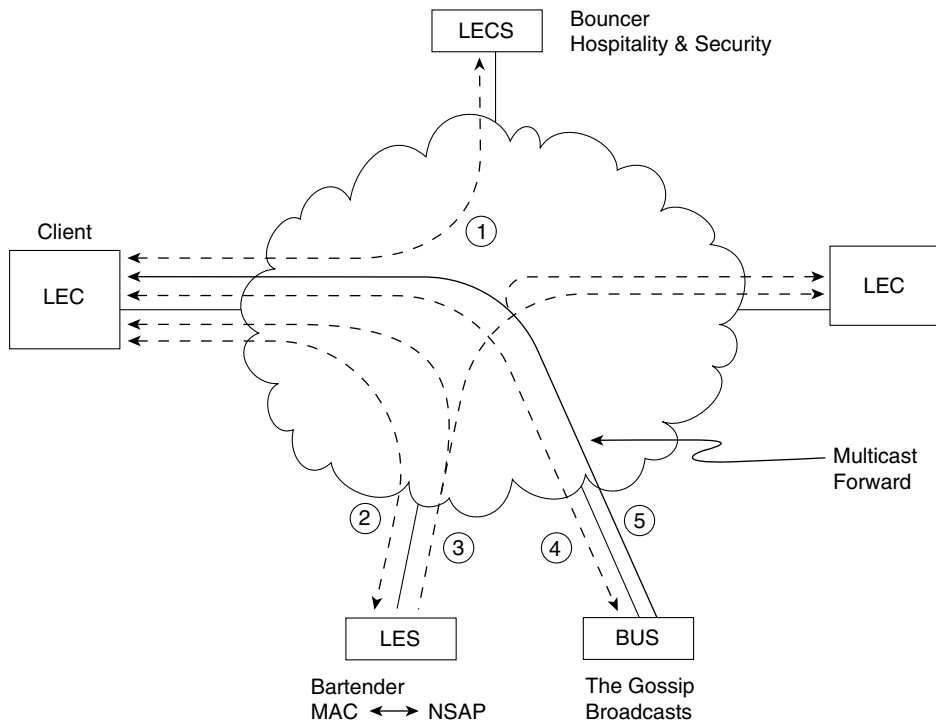 LECS
Bouncer
Hospitality & Security
1
Client
LEC
LEC
Multicast
Forward
2
3
4
5
LES
BUS
Bartender
MAC NSAP
The Gossip
Broadcasts